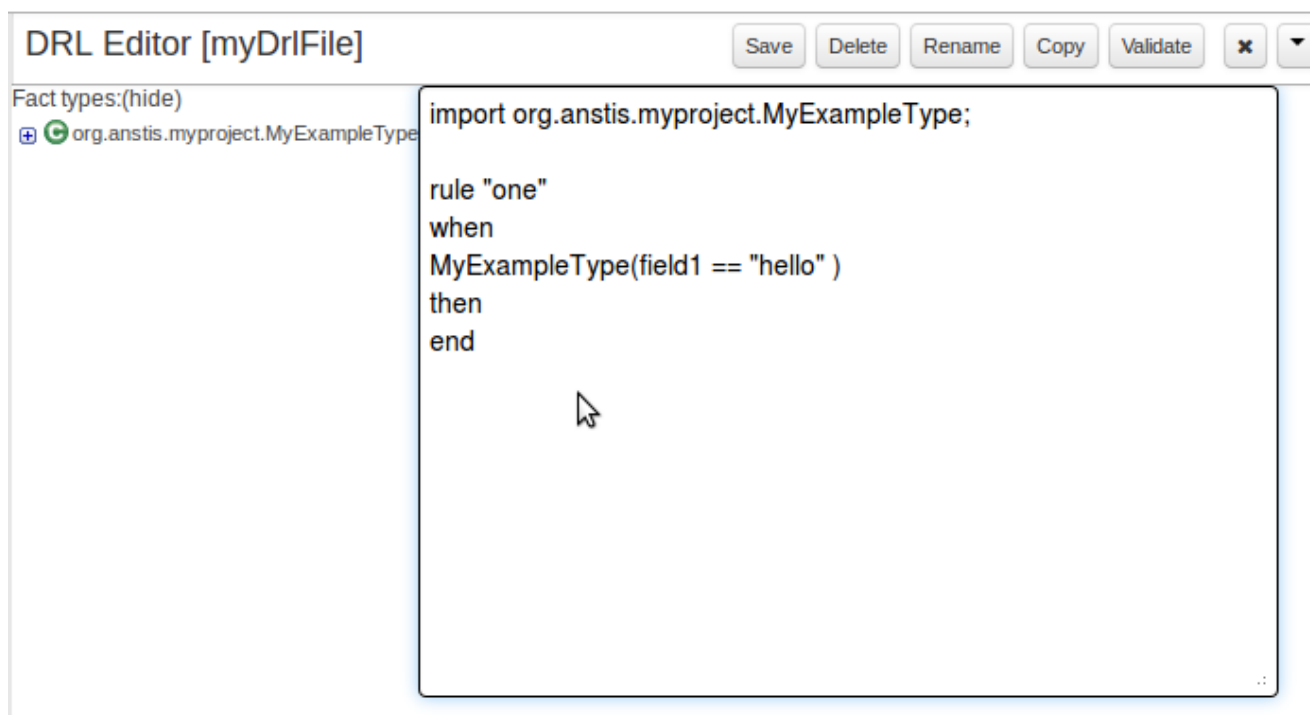 DRL Editor [myDrlFile]
Save Delete Rename Copy Validate
Fact types:(hide)
org.anstis.myproject.MyExampleType
import org.anstis.myproject.MyExampleType;
rule "one"
when
MyExampleType(field1 == "hello" )
then
end